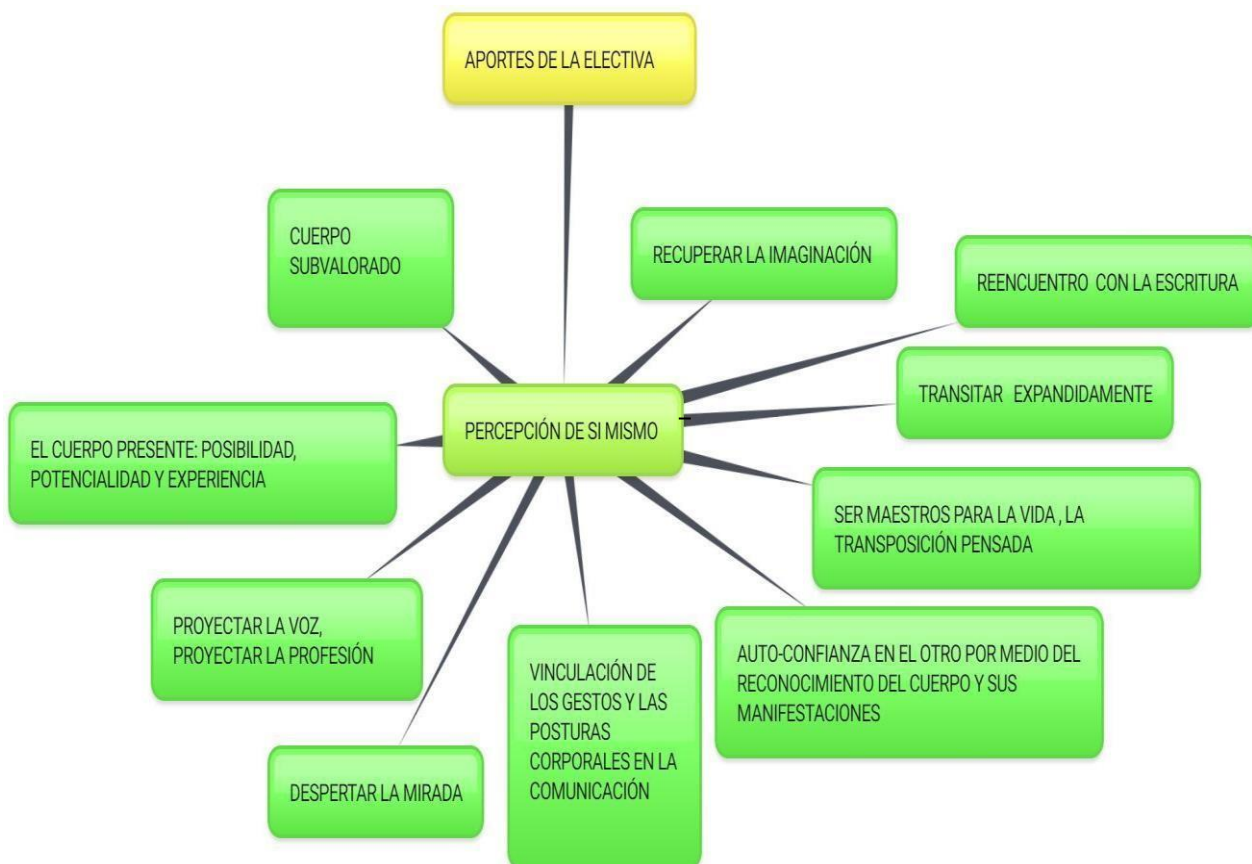 APORTES DE LA ELECTIVA
CUERPO
SUBVALORADO
RECUPERAR LA IMAGINACIÓN
REENCUENTRO CON LA ESCRITURA
TRANSITAR EXPANDIDAMENTE
PERCEPCIÓN DE SI MISMO
EL CUERPO PRESENTE: POSIBILIDAD,
POTENCIALIDAD Y EXPERIENCIA
SER MAESTROS PARA LA VIDA , LA
TRANSPOSICIÓN PENSADA
PROYECTAR LA VOZ,
PROYECTAR LA PROFESIÓN
VINCULACIÓN DE
LOS GESTOS Y LAS
POSTURAS
CORPORALES EN LA
COMUNICACIÓN
AUTO-CONFIANZA EN EL OTRO POR MEDIO DEL
RECONOCIMIENTO DEL CUERPO Y SUS
MANIFESTACIONES
DESPERTAR LA MIRADA